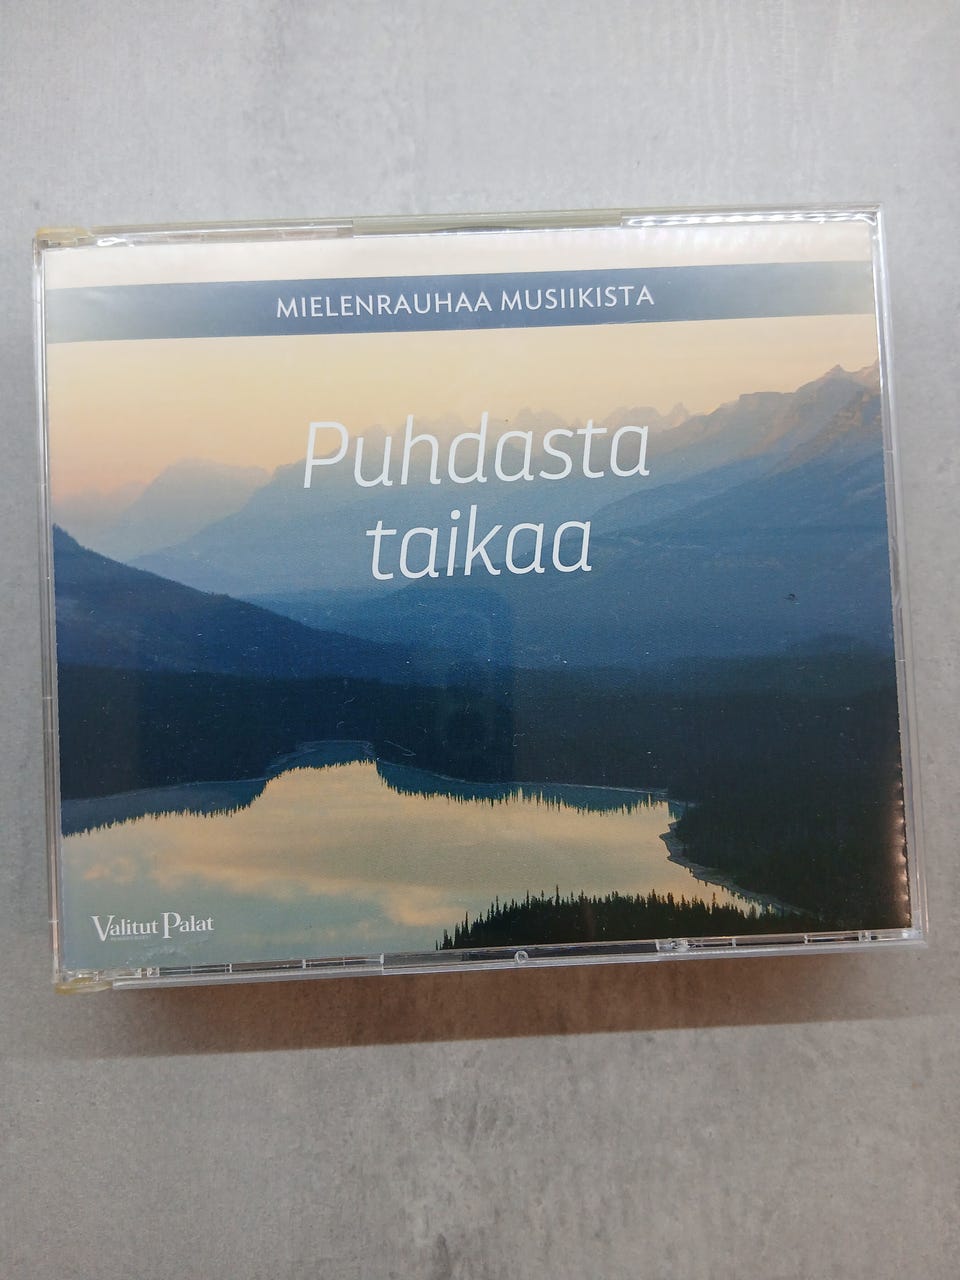 MIELENRAUHAA MUSIIKISTA
Puhdasta
taikaa
Valitut Palat